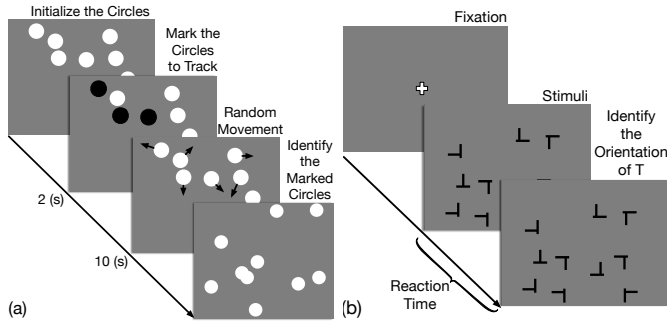 Initialize the Circles
Mark the
Circles
to Track
Random
Movement
Identify
the
Marked
Circles
2 (s)
10 (s)
(a)
Fixation
Stimuli
Identify
the
Orientation
of T
Reaction
Time
(b)